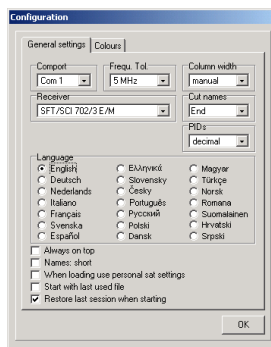 Configuration
General settings
Colours
Comport
Frequ. Tol.
Column width
Com 1
5 MHz
manual
Receiver
Cut names
SFT/SCI 702/3 E/M
End
PIDs
decimal
Language
English
Ελληνικά
Magyar
Deutsch
Slovensky
Türkçe
Nederlands
Česky
Norsk
Italiano
Português
Romana
Français
Русский
Suomalainen
Svenska
Polski
Hrvatski
Español
Dansk
Srpski
Always on top
Names: short
When loading use personal sat settings
Start with last used file
Restore last session when starting
OK